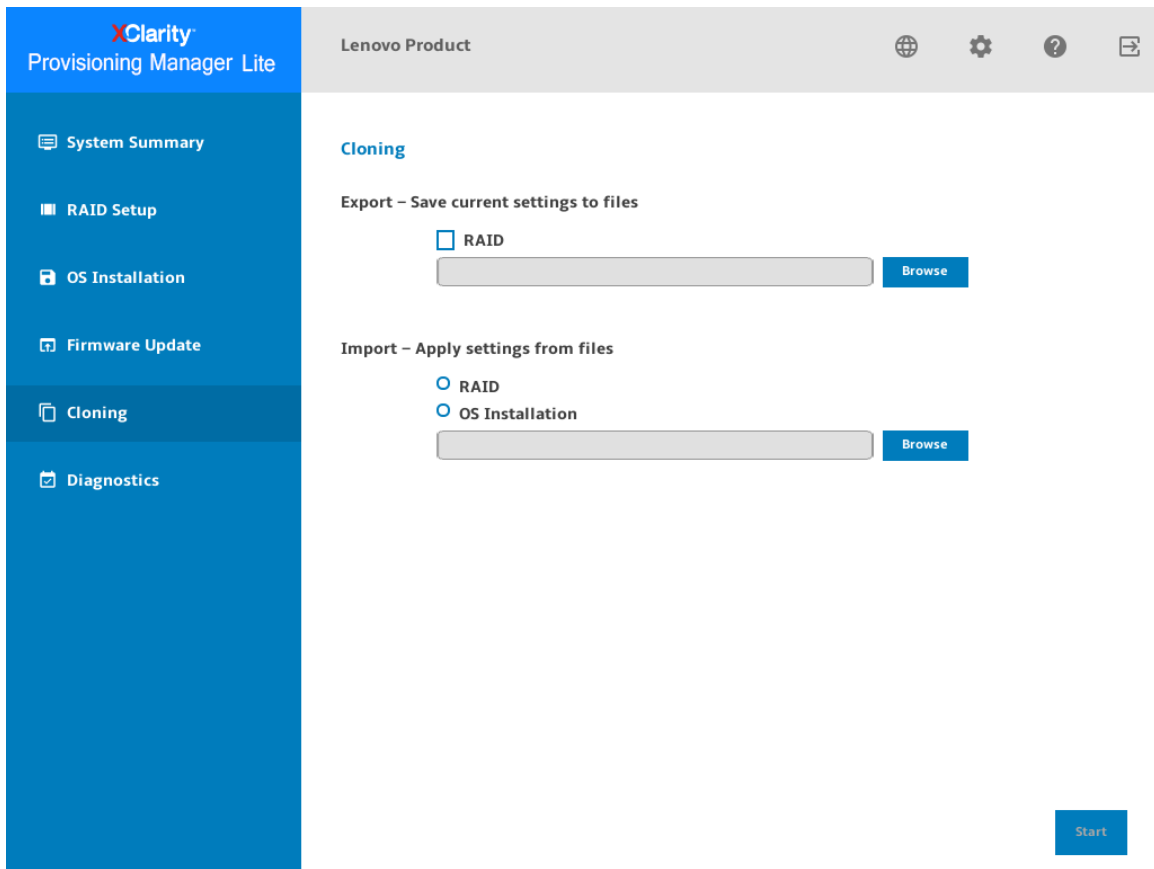 XClarity
Provisioning Manager Lite
Lenovo Product
System Summary
RAID Setup
OS Installation
Firmware Update
Cloning
Diagnostics
Cloning
Export – Save current settings to files
RAID
Browse
Import – Apply settings from files
RAID
OS Installation
Browse
Start